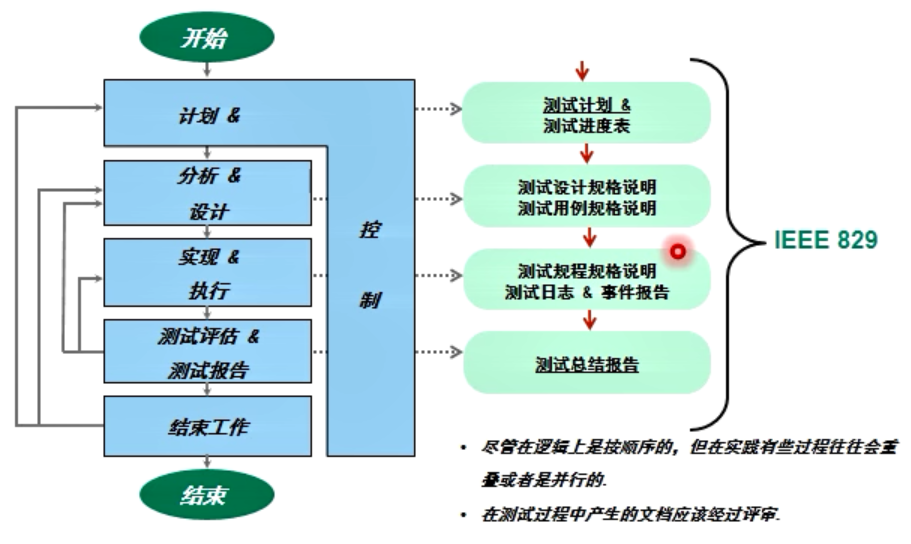 开始
计划 &
控
制
分析 &
设计
实现 &
执行
测试评估 &
测试报告
结束工作
结束
测试计划 &
测试进度表
测试设计规格说明
测试用例规格说明
测试规程规格说明
测试日志 & 事件报告
测试总结报告
IEEE 829
• 尽管在逻辑上是按顺序的，但在实践有些过程往往会重
叠或者是并行的.
• 在测试过程中产生的文档应该经过评审.